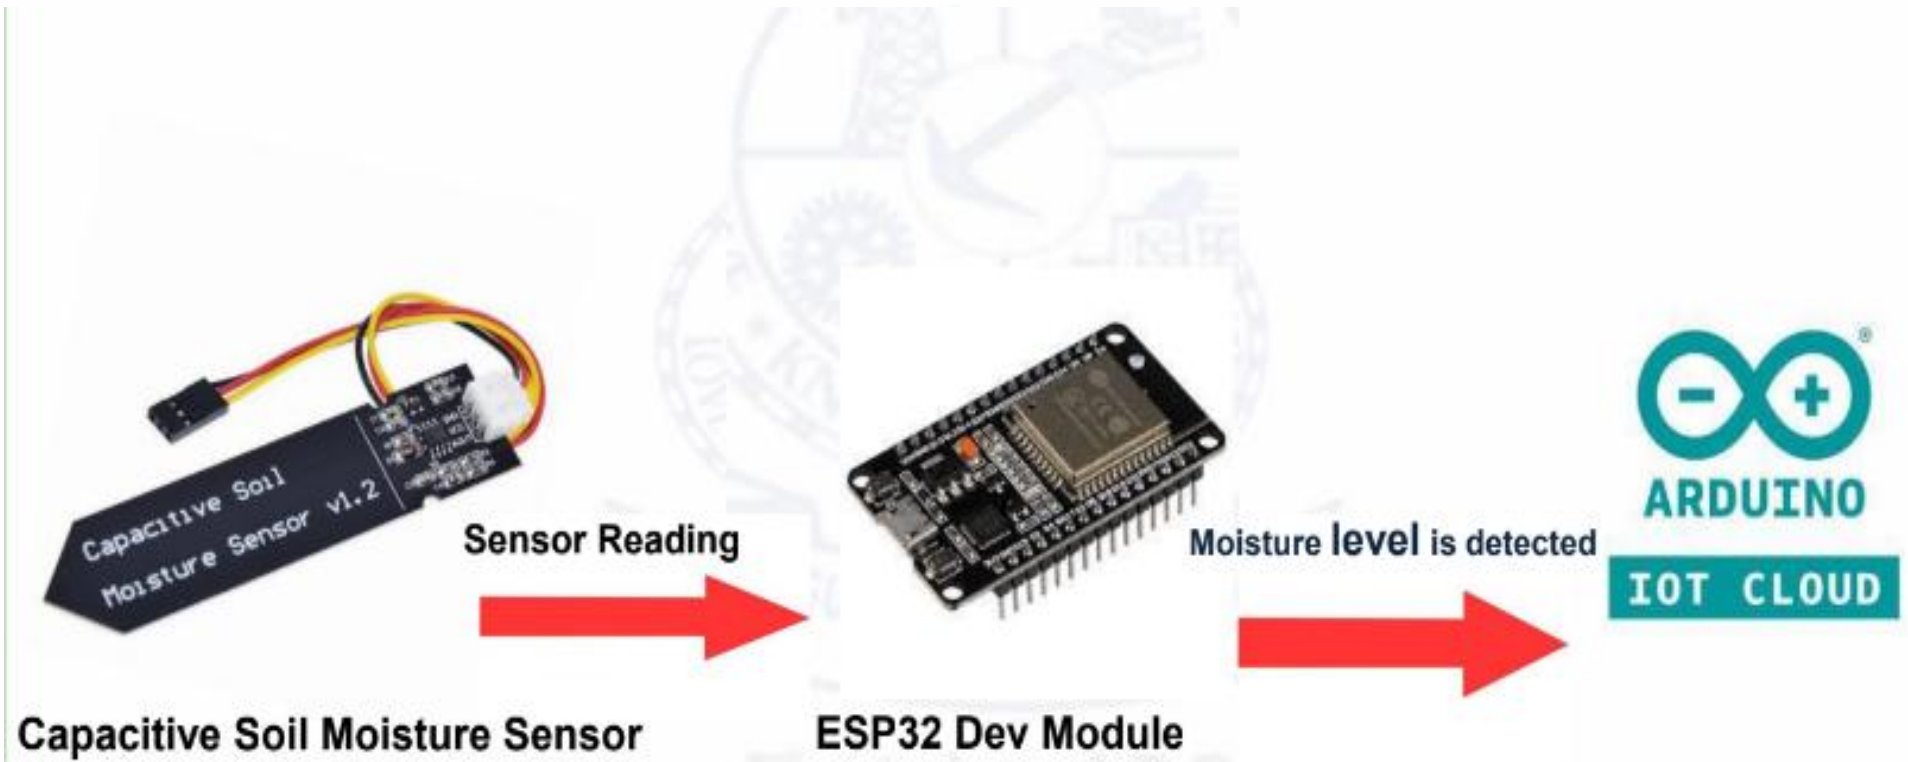 Capacitive Soil
Moisture Sensor v1.2
Sensor Reading
Moisture level is detected
ARDUINO
IOT CLOUD
Capacitive Soil Moisture Sensor
ESP32 Dev Module